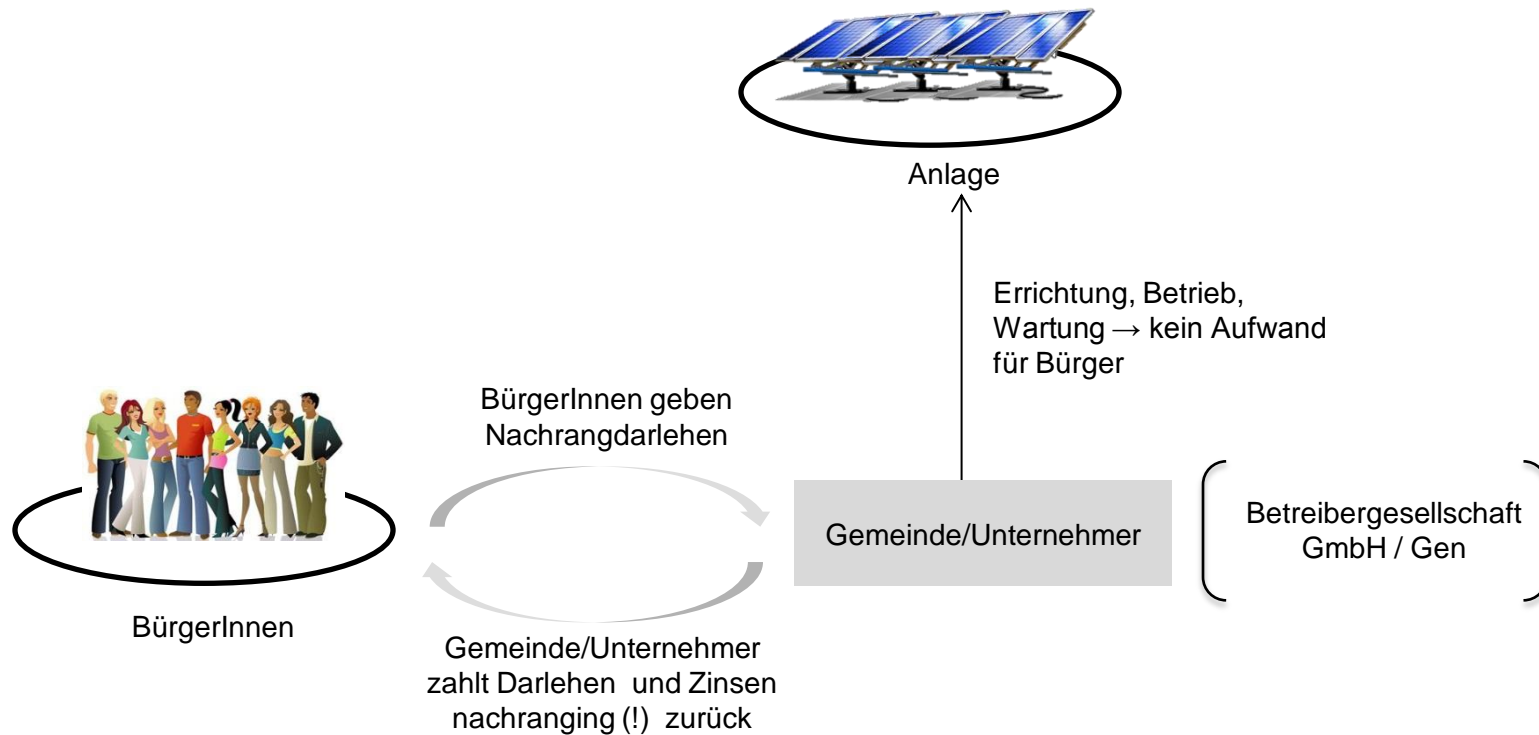 Anlage
Errichtung, Betrieb,
Wartung → kein Aufwand
für Bürger
BürgerInnen geben
Nachrangdarlehen
Gemeinde/Unternehmer
Betreibergesellschaft
GmbH / Gen
BürgerInnen
Gemeinde/Unternehmer
zahlt Darlehen und Zinsen
nachranging (!) zurück